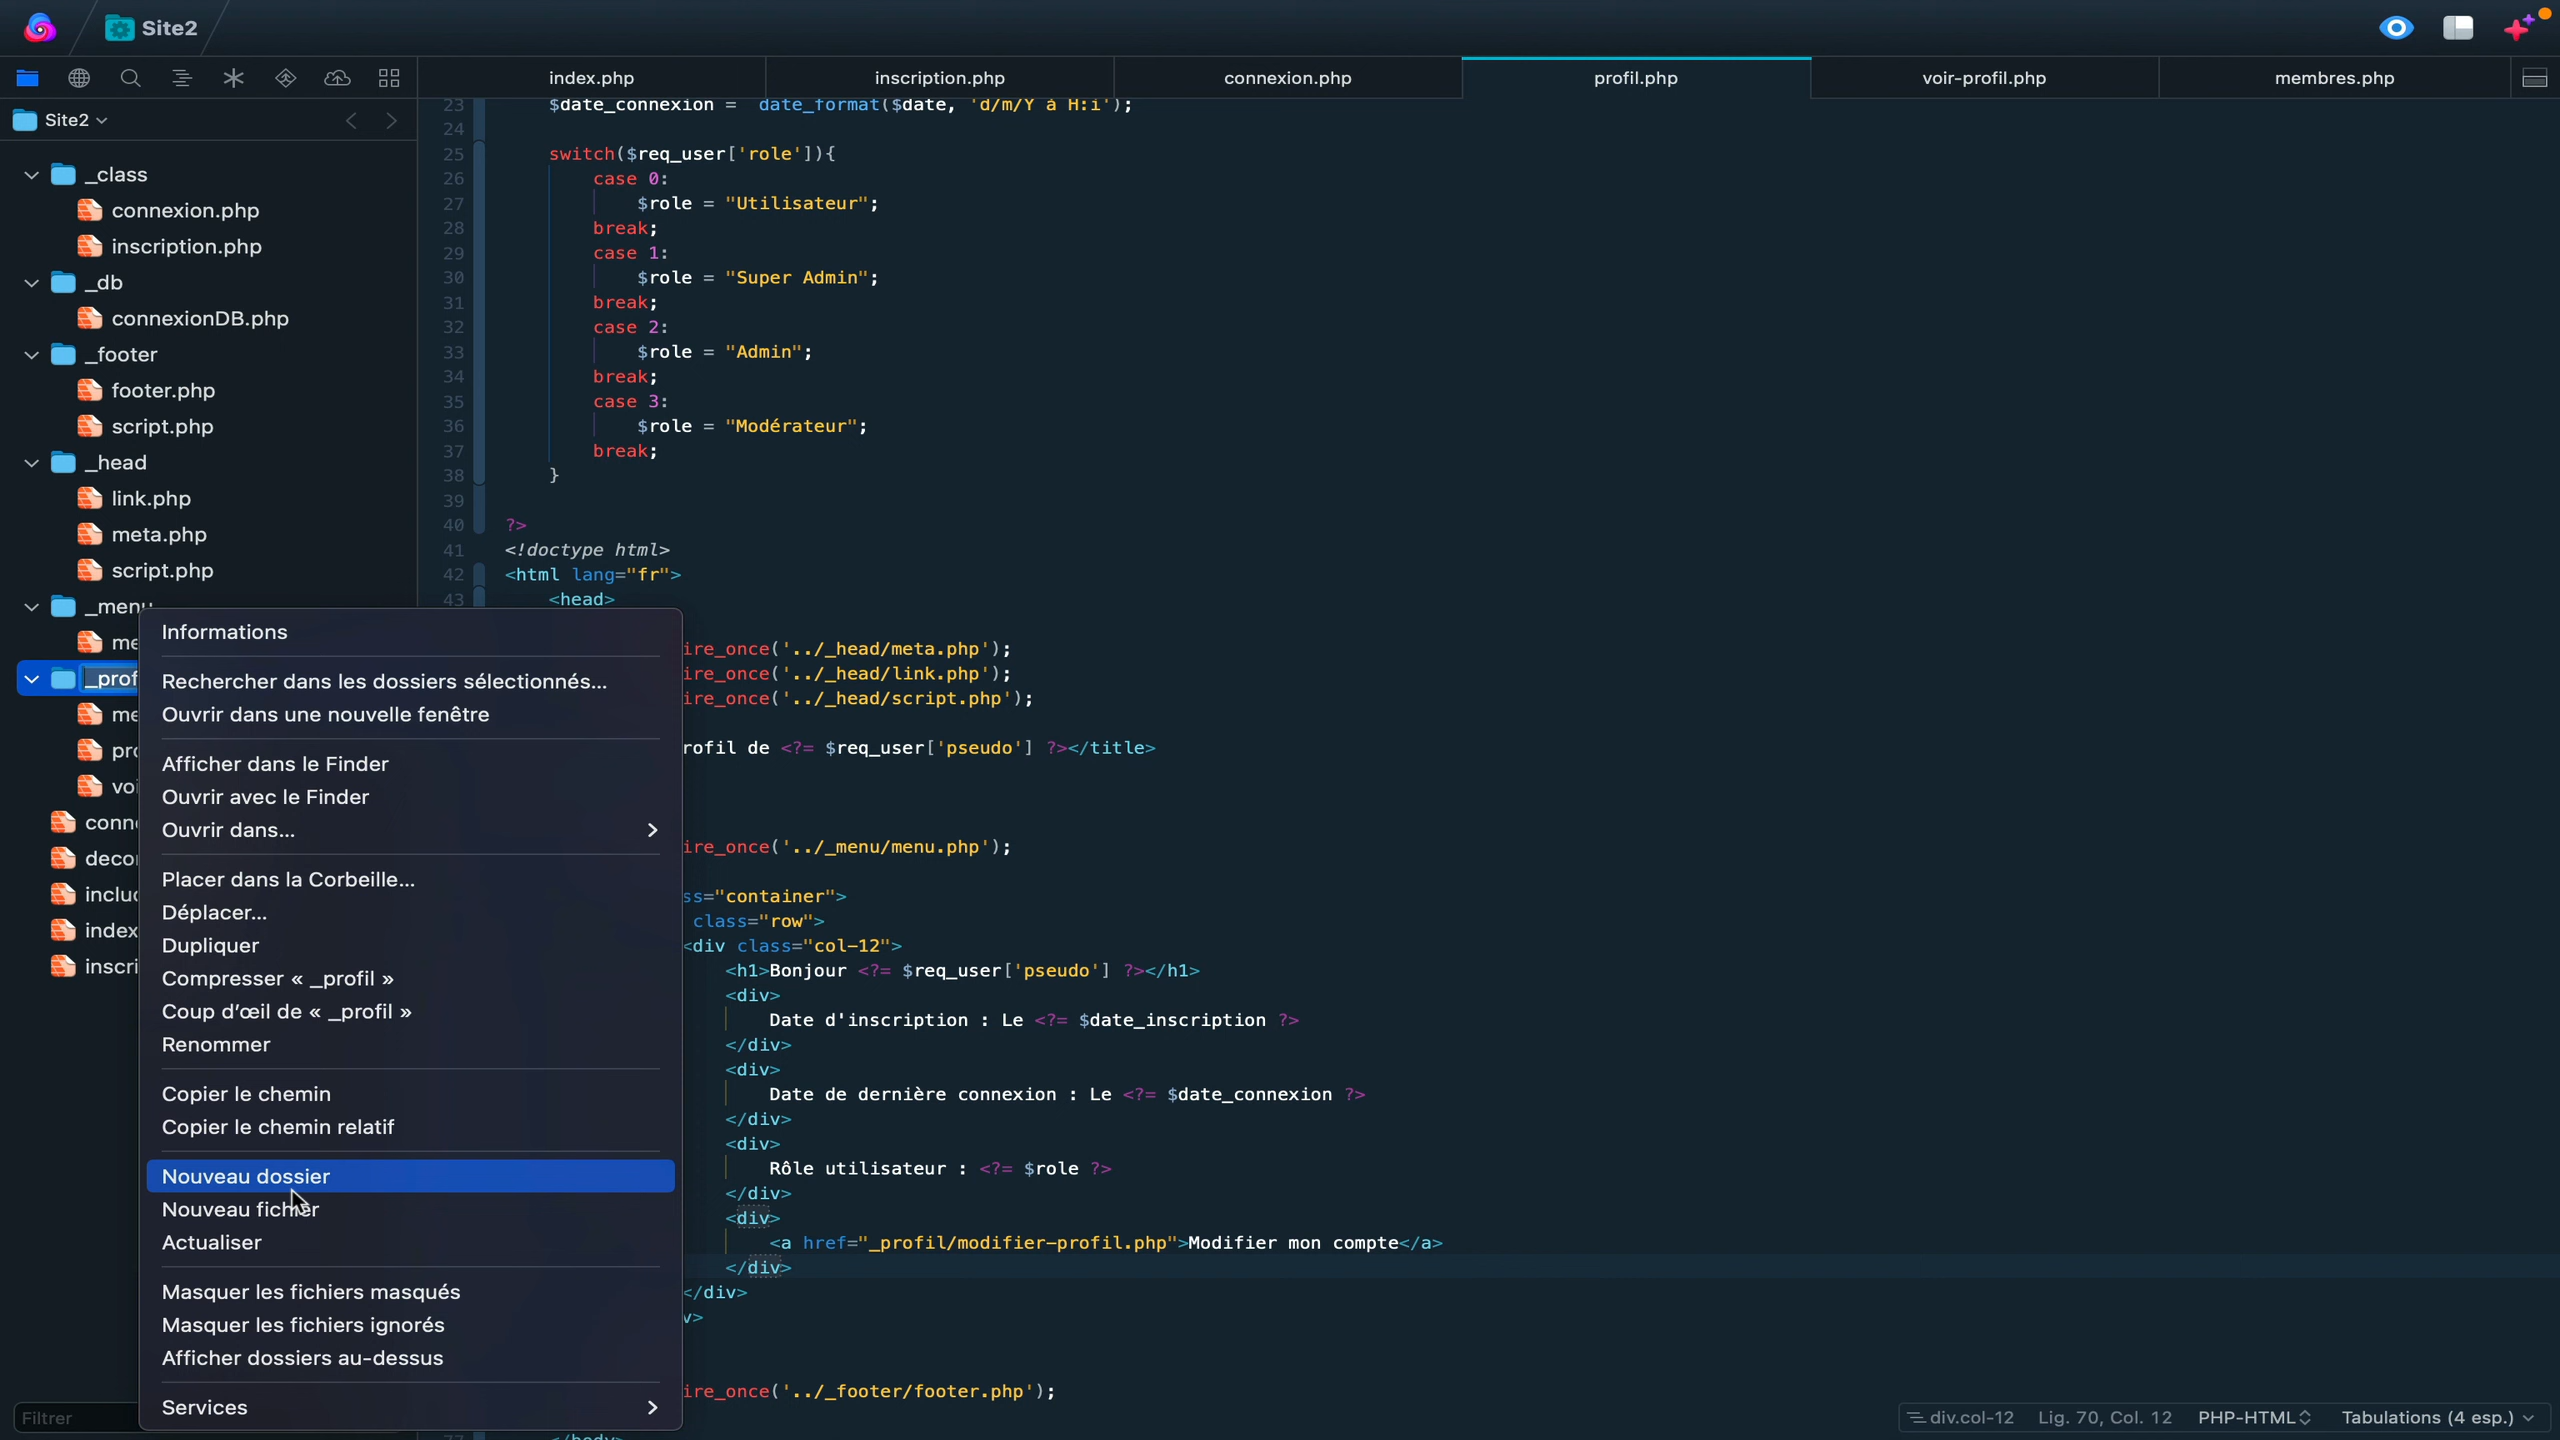 Site2
index.php
inscription.php
connexion.php
profil.php
voir-profil.php
membres.php
Site2
_class
connexion.php
inscription.php
_db
connexionDB.php
_footer
footer.php
script.php
_head
link.php
meta.php
script.php
_menu
me
_prof
me
pro
voi
conne
decor
includ
index
inscri
Filtrer
Informations
Rechercher dans les dossiers sélectionnés...
Ouvrir dans une nouvelle fenêtre
Afficher dans le Finder
Ouvrir avec le Finder
Ouvrir dans...
Placer dans la Corbeille...
Déplacer...
Dupliquer
Compresser « _profil »
Coup d'œil de « _profil »
Renommer
Copier le chemin
Copier le chemin relatif
Nouveau dossier
Nouveau fichier
Actualiser
Masquer les fichiers masqués
Masquer les fichiers ignorés
Afficher dossiers au-dessus
Services
23 $date_connexion = date_format($date, 'd/m/Y à H:i');
24
25 switch($req_user['role']){
26 case 0:
27 $role = "Utilisateur";
28 break;
29 case 1:
30 $role = "Super Admin";
31 break;
32 case 2:
33 $role = "Admin";
34 break;
35 case 3:
36 $role = "Modérateur";
37 break;
38 }
39
40 ?>
41 <!doctype html>
42 <html lang="fr">
43 <head>
ire_once('../_head/meta.php');
ire_once('../_head/link.php');
ire_once('../_head/script.php');
rofil de <?= $req_user['pseudo'] ?></title>
ire_once('../_menu/menu.php');
ss="container">
class="row">
<div class="col-12">
<h1>Bonjour <?= $req_user['pseudo'] ?></h1>
<div>
Date d'inscription : Le <?= $date_inscription ?>
</div>
<div>
Date de dernière connexion : Le <?= $date_connexion ?>
</div>
<div>
Rôle utilisateur : <?= $role ?>
</div>
<div>
<a href="_profil/modifier-profil.php">Modifier mon compte</a>
</div>
</div>
v>
ire_once('../_footer/footer.php');
77 </body>
div.col-12 Lig. 70, Col. 12 PHP-HTML Tabulations (4 esp.)